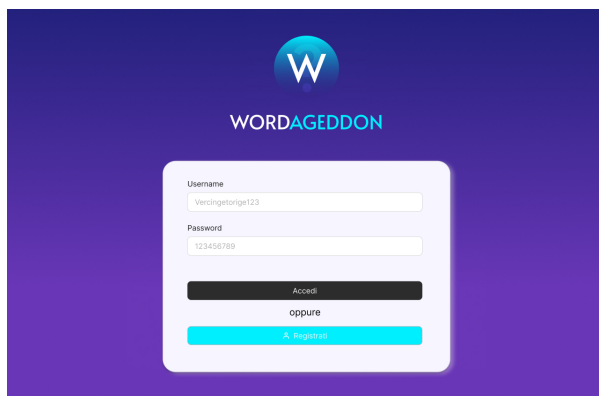 W
WORDAGEDDON
Username
Vercingetorige123
Password
123456789
Accedi
oppure
Registrati